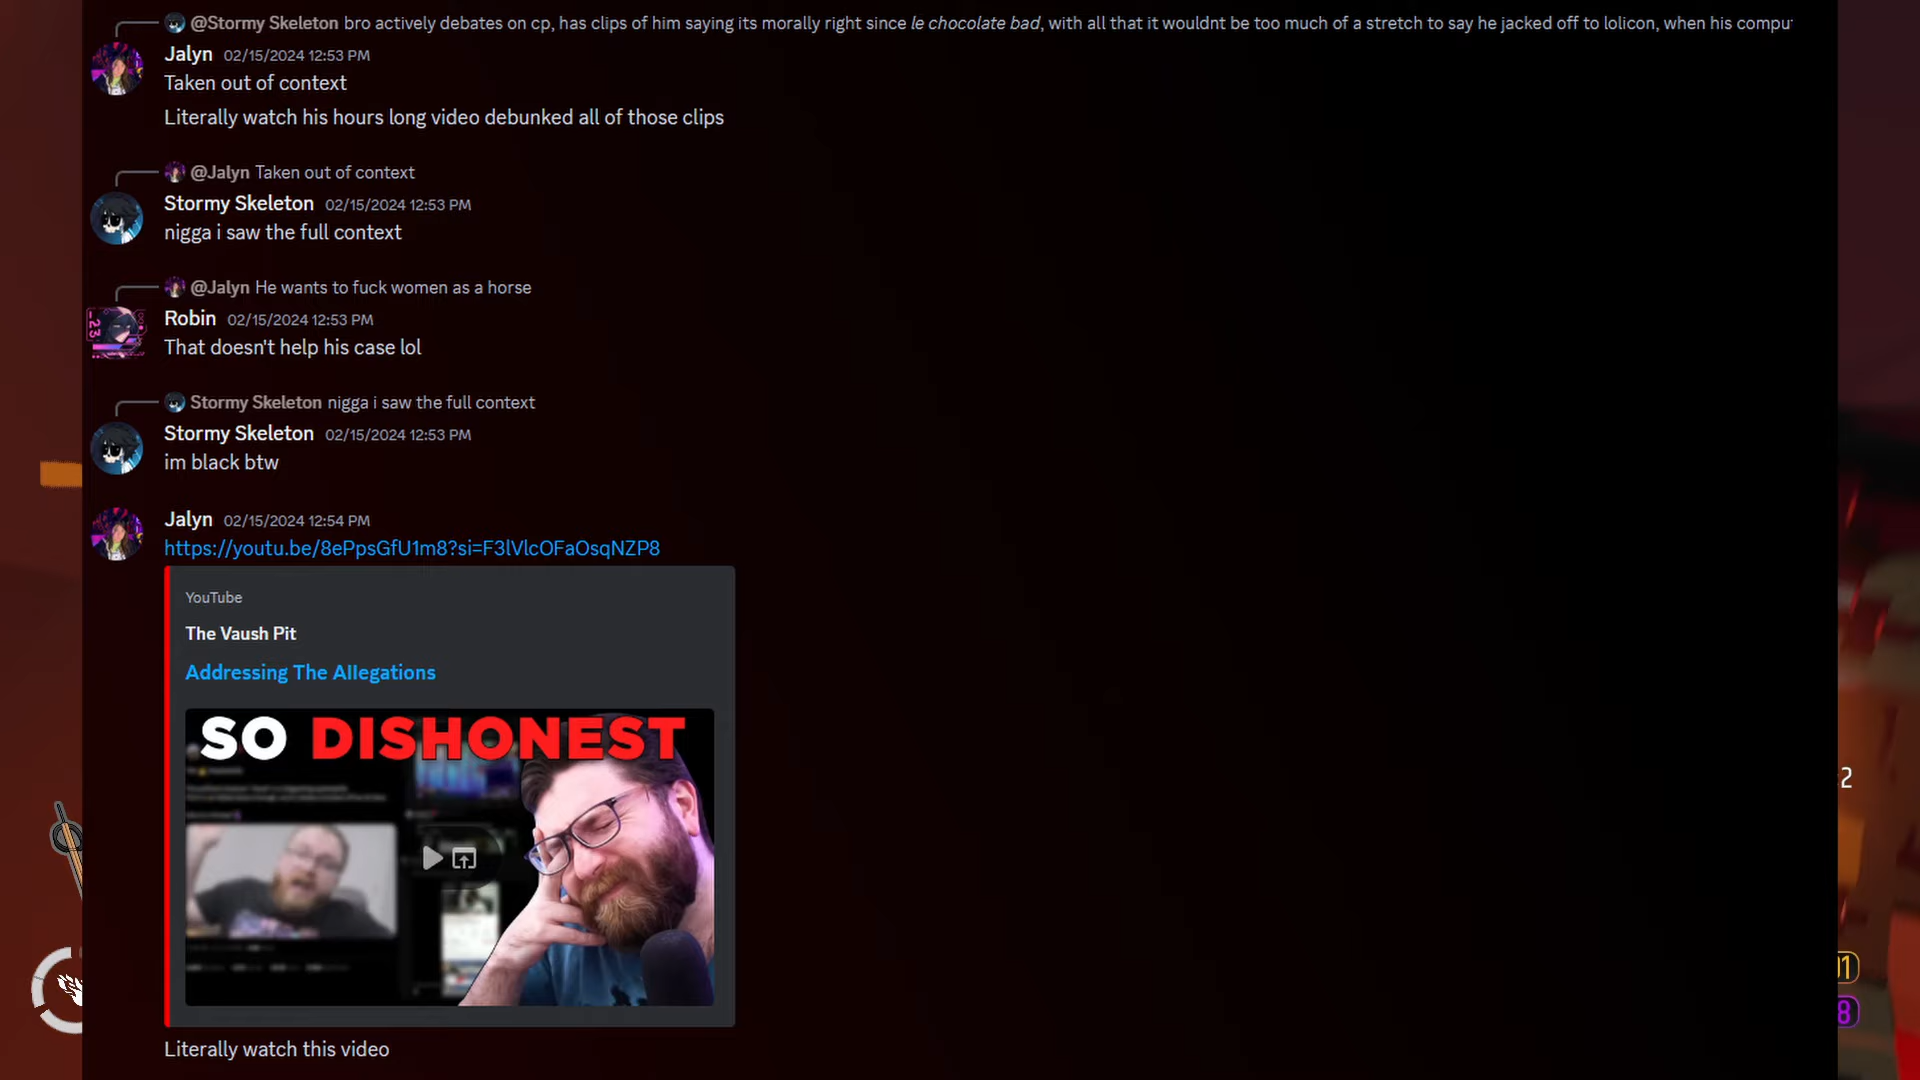 @Stormy Skeleton bro actively debates on cp, has clips of him saying its morally right since le chocolate bad, with all that it wouldnt be too much of a stretch to say he jacked off to lolicon, when his compu
Jalyn 02/15/2024 12:53 PM
Taken out of context
Literally watch his hours long video debunked all of those clips
@Jalyn Taken out of context
Stormy Skeleton 02/15/2024 12:53 PM
nigga i saw the full context
@Jalyn He wants to fuck women as a horse
Robin 02/15/2024 12:53 PM
That doesn't help his case lol
Stormy Skeleton nigga i saw the full context
Stormy Skeleton 02/15/2024 12:53 PM
im black btw
Jalyn 02/15/2024 12:54 PM
https://youtu.be/8ePpsGfU1m8?si=F3lVlcOFaOsqNZP8
YouTube
The Vaush Pit
Addressing The Allegations
SO DISHONEST
Literally watch this video
2
01
8